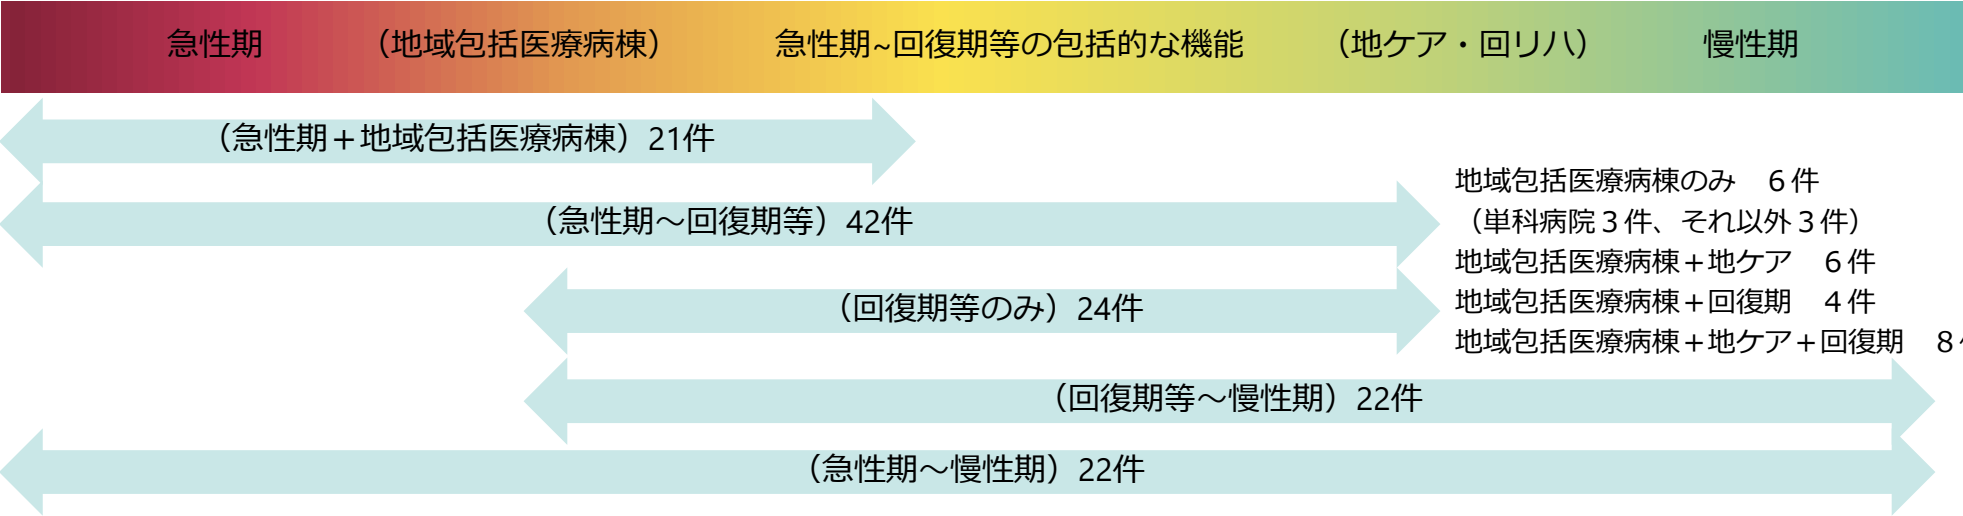 急性期 （地域包括医療病棟） 急性期~回復期等の包括的な機能 （地ケア・回リハ） 慢性期
（急性期＋地域包括医療病棟）21件
（急性期～回復期等）42件
地域包括医療病棟のみ　６件
（単科病院３件、それ以外３件）
地域包括医療病棟＋地ケア　６件
地域包括医療病棟＋回復期　４件
地域包括医療病棟＋地ケア＋回復期　８
（回復期等のみ）24件
（回復期等～慢性期）22件
（急性期～慢性期）22件